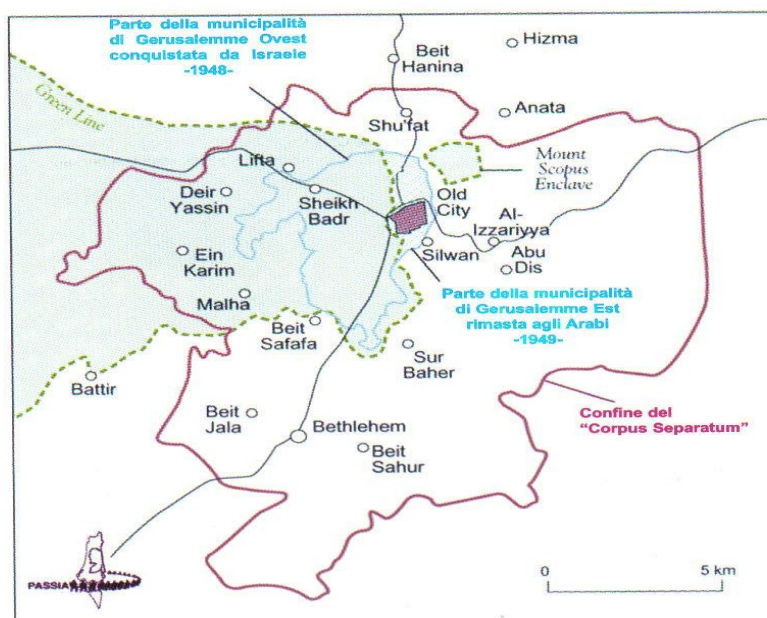 Parte della municipalità
di Gerusalemme Ovest
conquistata da Israele
-1948-
Green Line
Beit
Hanina
Hizma
Shu'fat
Anata
Lifta
Mount
Scopus
Enclave
Deir
Yassin
Sheikh
Badr
Old
City
Al-
Izzariyya
Ein
Karim
Silwan
Abu
Dis
Malha
Parte della municipalità
di Gerusalemme Est
rimasta agli Arabi
-1949-
Beit
Safafa
Sur
Baher
Battir
Beit
Jala
Bethlehem
Beit
Sahur
Confine del
“Corpus Separatum”
PASSIA
0 5 km